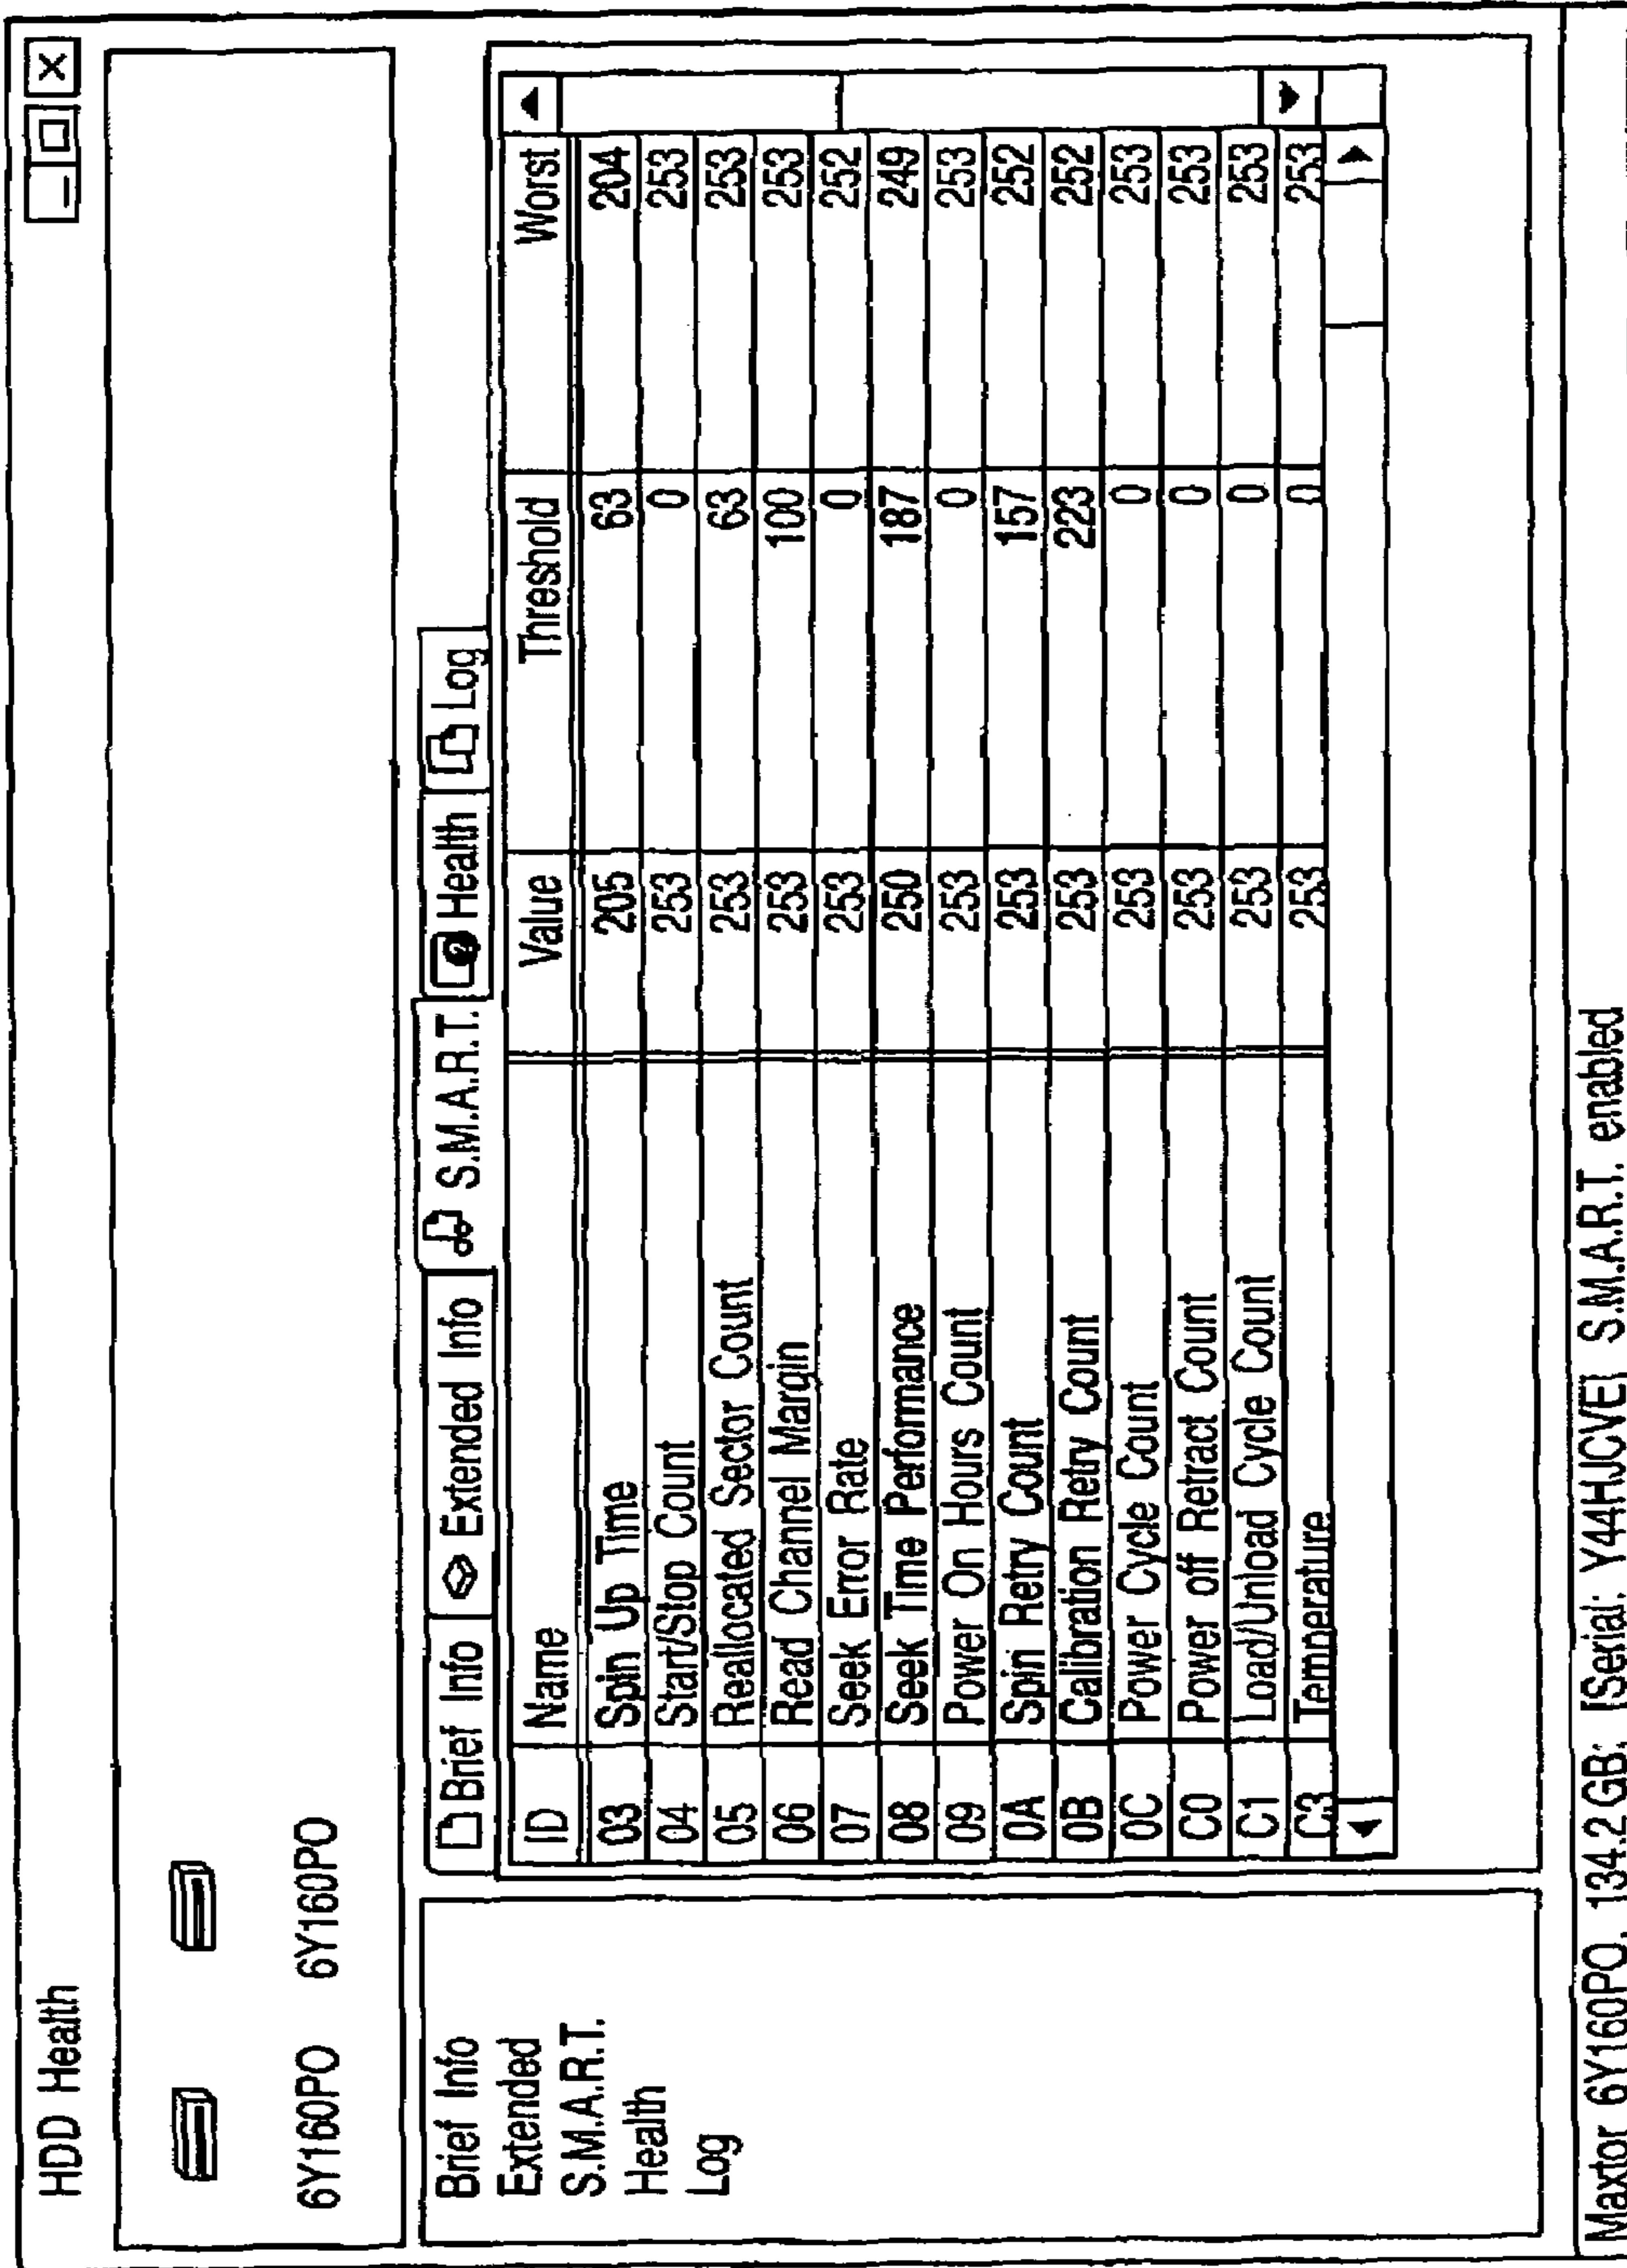 HDD Health
6Y160PO 6Y160PO
Brief Info
Extended
S.M.A.R.T.
Health
Log
Brief Info Extended Info S.M.A.R.T. Health Log
ID Name Value Threshold Worst
03 Spin Up Time 205 63 204
04 Start/Stop Count 253 0 253
05 Reallocated Sector Count 253 63 253
06 Read Channel Margin 253 100 253
07 Seek Error Rate 253 0 252
08 Seek Time Performance 250 187 249
09 Power On Hours Count 253 0 253
0A Spin Retry Count 253 157 252
0B Calibration Retry Count 253 223 252
0C Power Cycle Count 253 0 253
C0 Power off Retract Count 253 0 253
C1 Load/Unload Cycle Count 253 0 253
C3 Temperature 253 0 253
Maxtor 6Y160PO, 134.2 GB; [Serial: Y44HJCVE] S.M.A.R.T. enabled